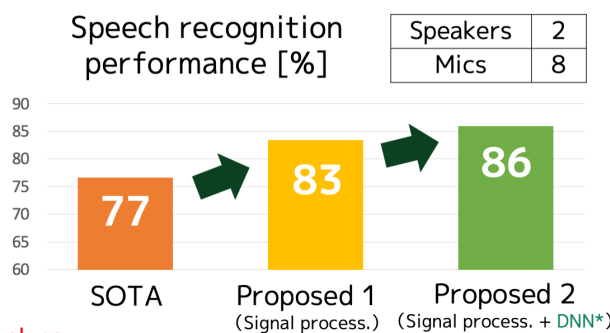 Speech recognition
performance [%]
Speakers 2
Mics 8
90
85
80
75
70
65
60
77
83
86
SOTA
Proposed 1
(Signal process.)
Proposed 2
(Signal process. + DNN*)